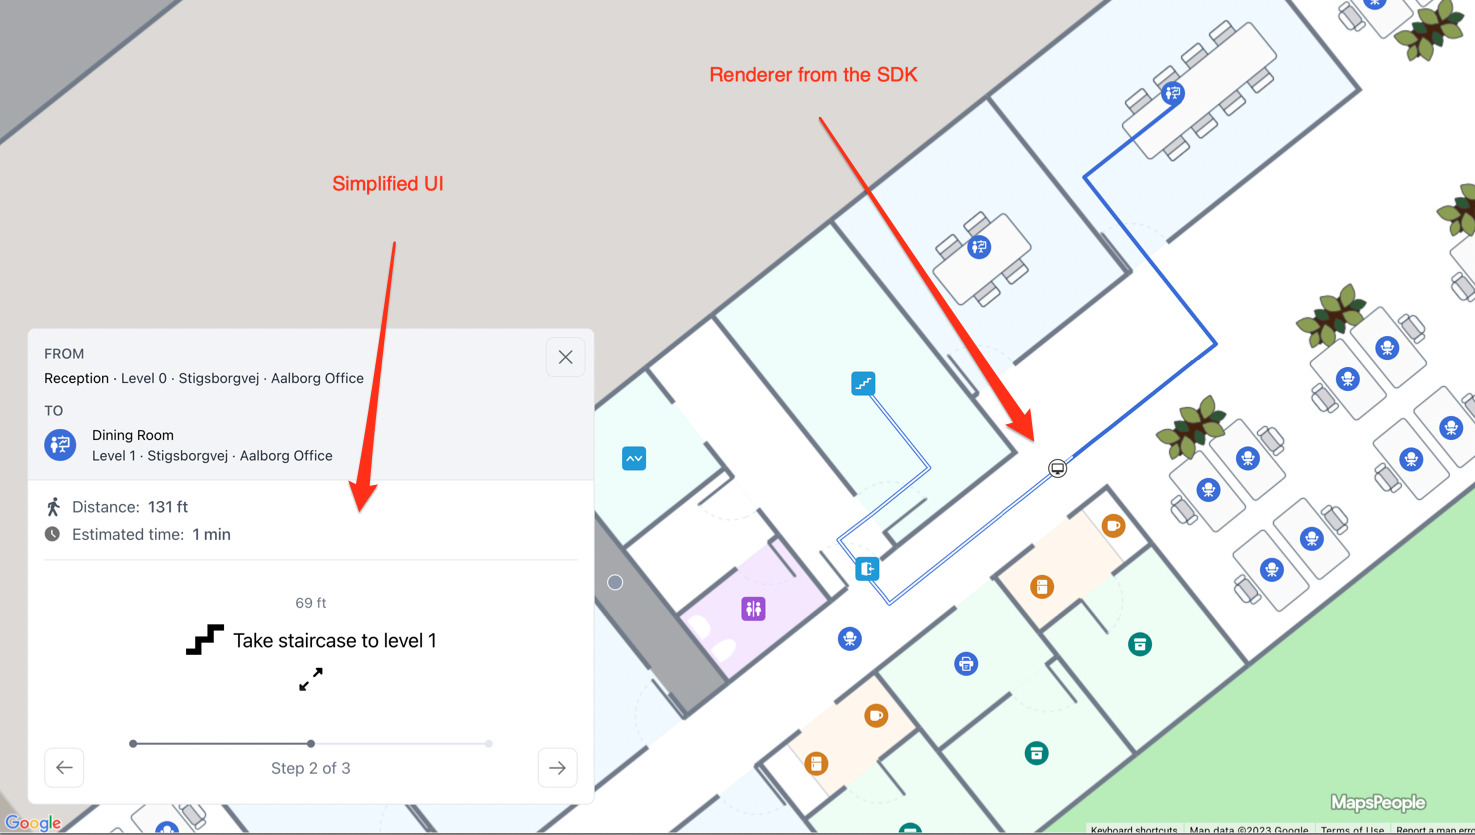 Renderer from the SDK
Simplified UI
FROM
Reception · Level 0 · Stigsborgvej · Aalborg Office
TO
Dining Room
Level 1 · Stigsborgvej · Aalborg Office
Distance: 131 ft
Estimated time: 1 min
69 ft
Take staircase to level 1
Step 2 of 3
MapsPeople
Google
Keyboard shortcuts
Map data ©2023 Google
Terms of Use
Report a map erro